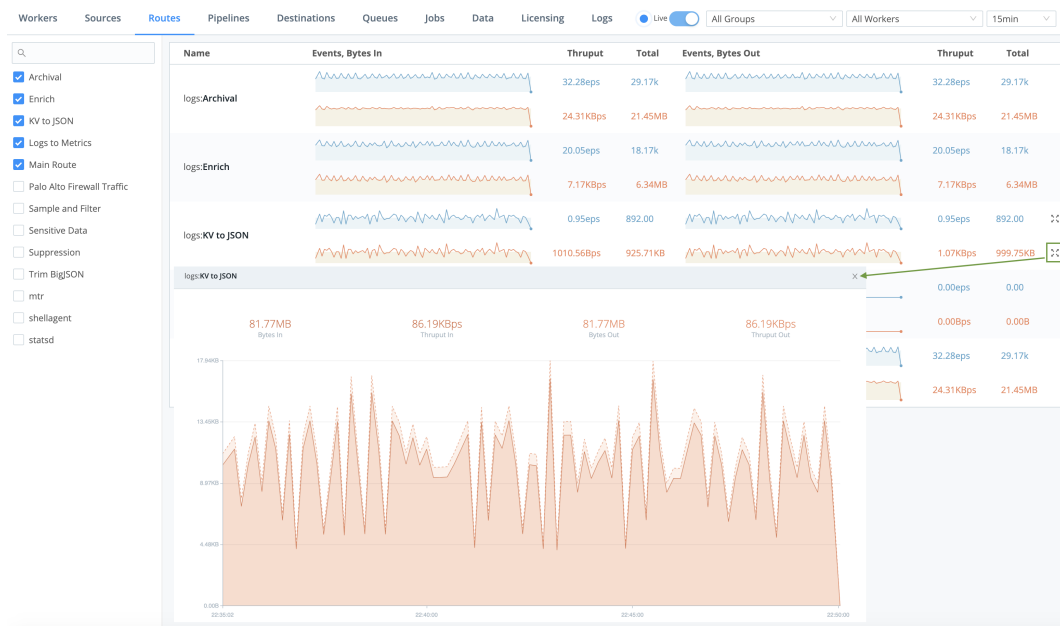 Workers Sources Routes Pipelines Destinations Queues Jobs Data Licensing Logs Live All Groups All Workers 15min
Name Events, Bytes In Thruput Total Events, Bytes Out Thruput Total
Archival
Enrich
KV to JSON
Logs to Metrics
Main Route
Palo Alto Firewall Traffic
Sample and Filter
Sensitive Data
Suppression
Trim BigJSON
mtr
shellagent
statsd
logs:Archival
32.28eps 29.17k 32.28eps 29.17k
24.31KBps 21.45MB 24.31KBps 21.45MB
logs:Enrich
20.05eps 18.17k 20.05eps 18.17k
7.17KBps 6.34MB 7.17KBps 6.34MB
logs:KV to JSON
0.95eps 892.00 0.95eps 892.00
1010.56Bps 925.71KB 1.07KBps 999.75KB
0.00eps 0.00
0.00Bps 0.00B
32.28eps 29.17k
24.31KBps 21.45MB
logs:KV to JSON x
81.77MB 86.19KBps 81.77MB 86.19KBps
Bytes In Thruput In Bytes Out Thruput Out
17.94KB
13.46KB
8.97KB
4.48KB
0.00B
22:35:02 22:40:00 22:45:00 22:50:00